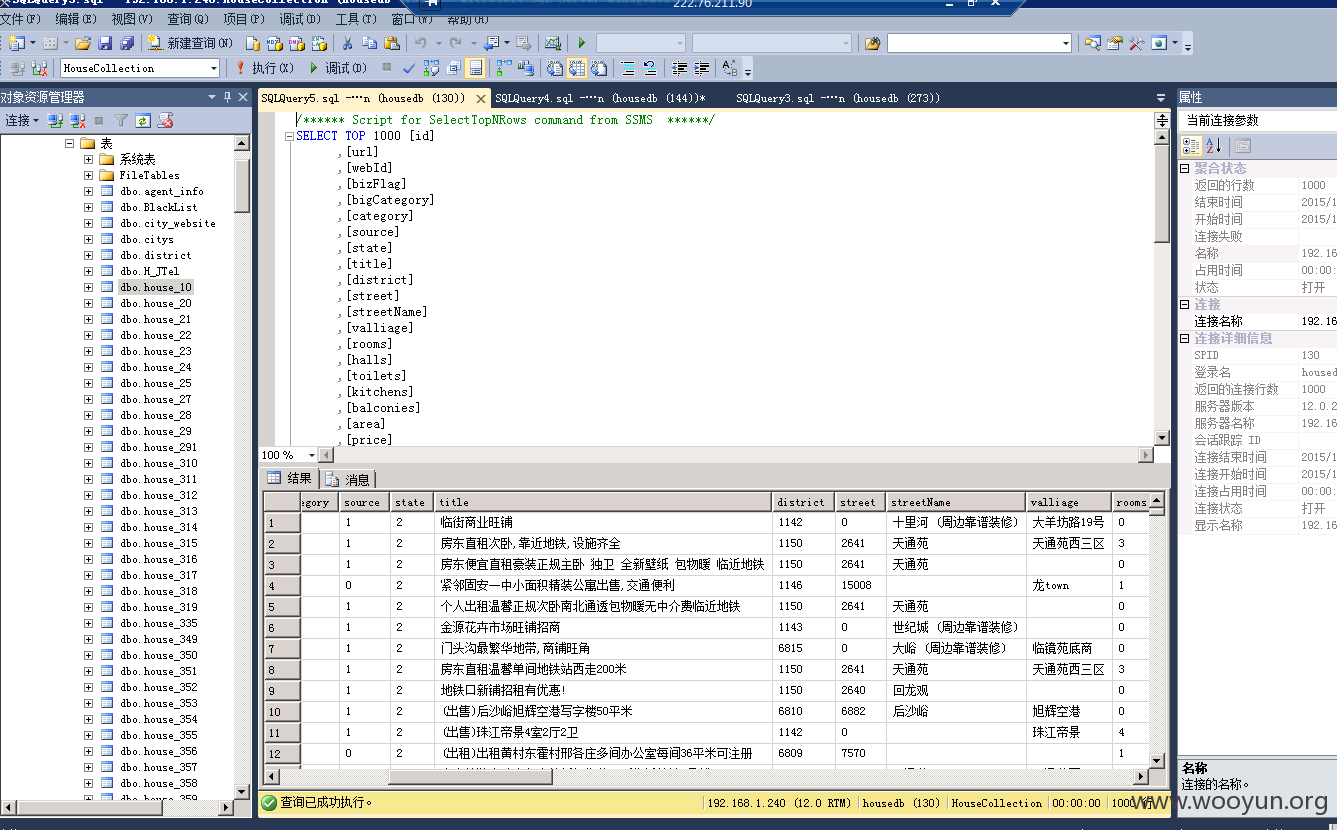 222.76.211.90
文件(F) 编辑(E) 视图(V) 查询(Q) 项目(P) 调试(D) 工具(T) 窗口(W) 帮助(H)
新建查询(N)
HouseCollection
执行(X) 调试(D)
对象资源管理器
连接
表
系统表
FileTables
dbo.agent_info
dbo.BlackList
dbo.city_website
dbo.citys
dbo.district
dbo.H_JTel
dbo.house_10
dbo.house_20
dbo.house_21
dbo.house_22
dbo.house_23
dbo.house_24
dbo.house_25
dbo.house_27
dbo.house_28
dbo.house_29
dbo.house_291
dbo.house_310
dbo.house_311
dbo.house_312
dbo.house_313
dbo.house_314
dbo.house_315
dbo.house_316
dbo.house_317
dbo.house_318
dbo.house_319
dbo.house_335
dbo.house_349
dbo.house_350
dbo.house_351
dbo.house_352
dbo.house_353
dbo.house_354
dbo.house_355
dbo.house_356
dbo.house_357
dbo.house_358
dbo.house_359
SQLQuery5.sql -...n (housedb (130)) SQLQuery4.sql -...n (housedb (144))* SQLQuery3.sql -...n (housedb (273))
/****** Script for SelectTopNRows command from SSMS ******/
SELECT TOP 1000 [id]
,[url]
,[webId]
,[bizFlag]
,[bigCategory]
,[category]
,[source]
,[state]
,[title]
,[district]
,[street]
,[streetName]
,[valliage]
,[rooms]
,[halls]
,[toilets]
,[kitchens]
,[balconies]
,[area]
,[price]
100 %
结果 消息
egory source state title district street streetName valliage rooms
1 1 2 临街商业旺铺 1142 0 十里河（周边靠谱装修） 大羊坊路19号 0
2 1 2 房东直租次卧,靠近地铁,设施齐全 1150 2641 天通苑 天通苑西三区 3
3 1 2 房东便宜直租豪装正规主卧 独卫 全新壁纸 包物暖 临近地铁 1150 2641 天通苑 0
4 0 2 紧邻固安一中小面积精装公寓出售,交通便利 1146 15008 龙town 1
5 1 2 个人出租温馨正规次卧南北通透包物暖无中介费临近地铁 1150 2641 天通苑 0
6 1 2 金源花卉市场旺铺招商 1143 0 世纪城（周边靠谱装修） 0
7 1 2 门头沟最繁华地带,商铺旺角 6815 0 大峪（周边靠谱装修） 临镜苑底商 0
8 1 2 房东直租温馨单间地铁站西走200米 1150 2641 天通苑 天通苑西三区 3
9 1 2 地铁口新铺招租有优惠! 1150 2640 回龙观 0
10 1 2 (出售)后沙峪旭辉空港写字楼50平米 6810 6882 后沙峪 旭辉空港 0
11 1 2 (出售)珠江帝景4室2厅2卫 1142 0 珠江帝景 4
12 0 2 (出租)出租黄村东霍村邢各庄多间办公室每间36平米可注册 6809 7570 1
查询已成功执行。 192.168.1.240 (12.0 RTM) housedb (130) HouseCollection 00:00:00 1000 行
属性
当前连接参数
聚合状态
返回的行数 1000
结束时间 2015/1
开始时间 2015/1
连接失败
名称 192.16
占用时间 00:00:
状态 打开
连接
连接名称 192.16
连接详细信息
SPID 130
登录名 housed
返回的连接行数 1000
服务器版本 12.0.2
服务器名称 192.16
会话跟踪 ID
连接结束时间 2015/1
连接开始时间 2015/1
连接占用时间 00:00:
连接状态 打开
显示名称 192.16
名称
连接的名称。
www.wooyun.org